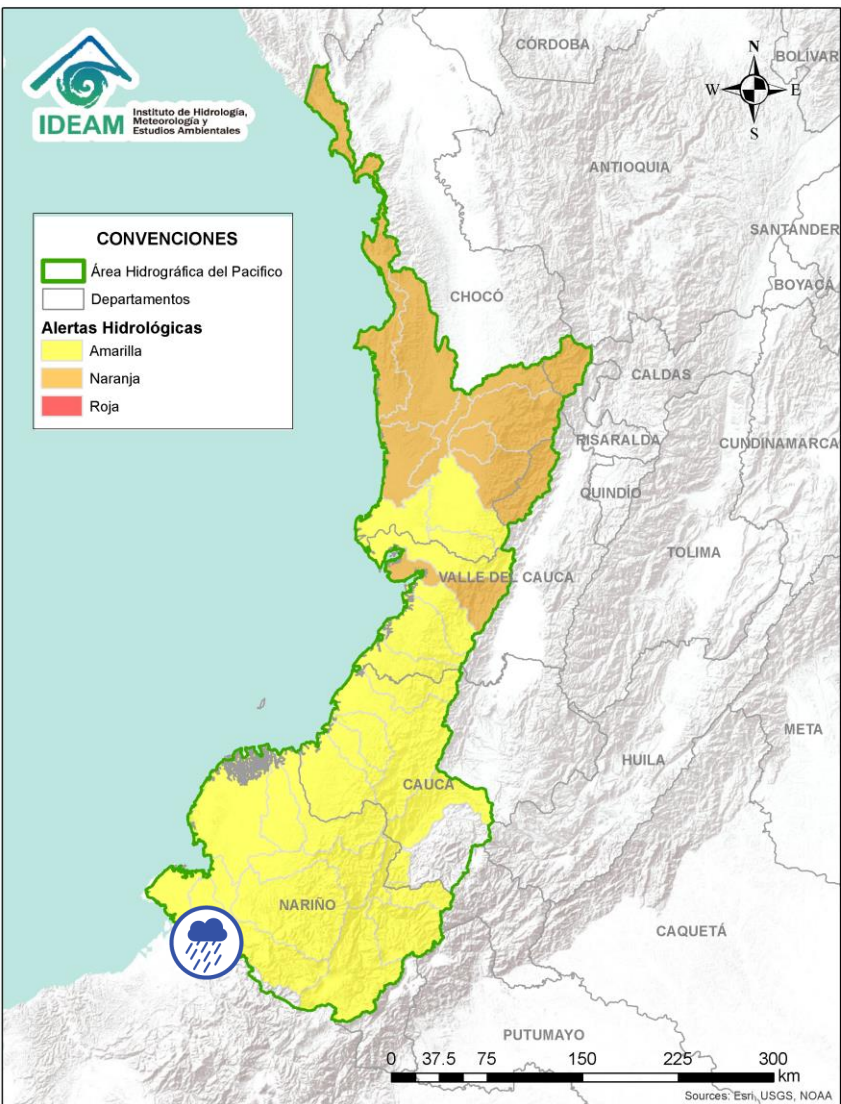 IDEAM
Instituto de Hidrología,
Meteorología y
Estudios Ambientales
CÓRDOBA
BOLÍVAR
N
W
E
S
ANTIOQUIA
SANTANDER
BOYACÁ
CONVENCIONES
Área Hidrográfica del Pacifico
Departamentos
Alertas Hidrológicas
Amarilla
Naranja
Roja
CHOCÓ
CALDAS
RISARALDA
CUNDINAMARCA
QUINDÍO
TOLIMA
VALLE DEL CAUCA
META
HUILA
CAUCA
NARIÑO
CAQUETÁ
PUTUMAYO
0 37.5 75 150 225 300
km
Sources: Esri, USGS, NOAA